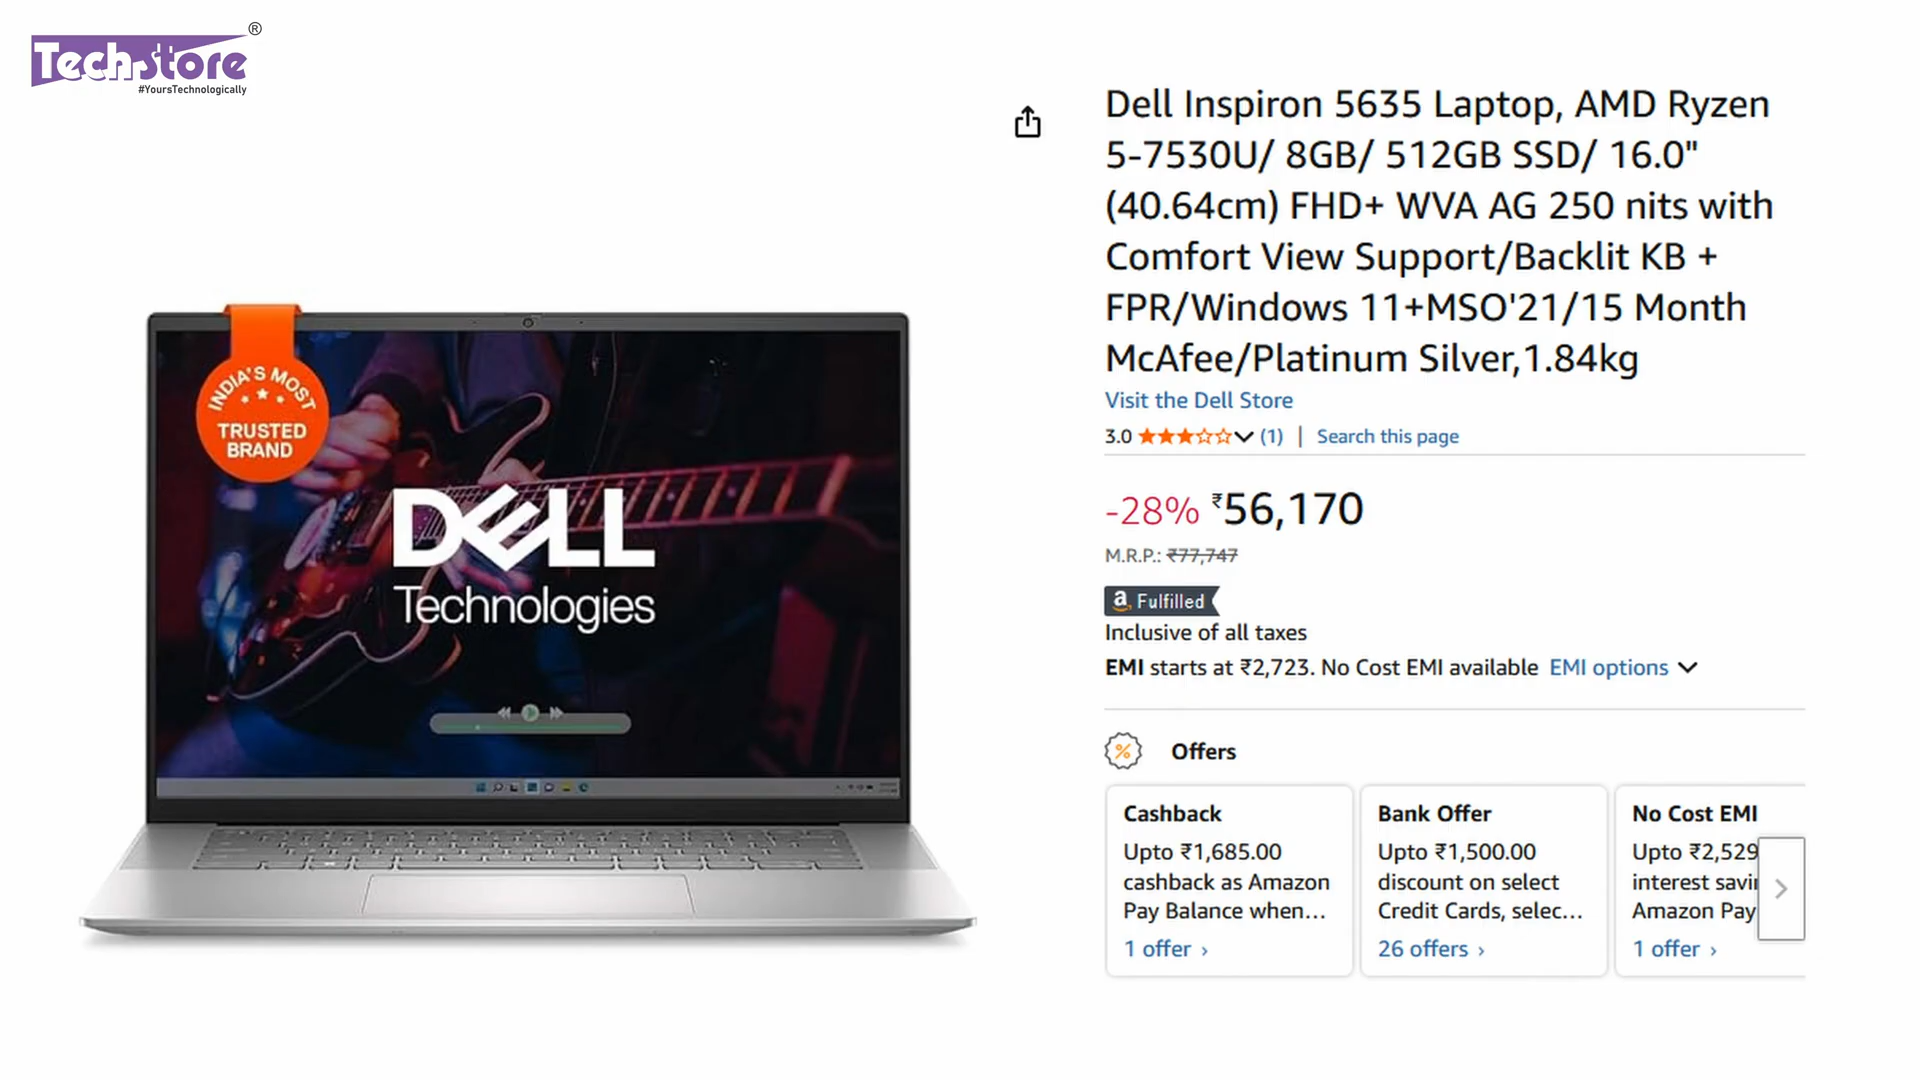 Tech-Store®
#YoursTechnologically
INDIA'S MOST
TRUSTED
BRAND
DELL
Technologies
Dell Inspiron 5635 Laptop, AMD Ryzen
5-7530U/ 8GB/ 512GB SSD/ 16.0"
(40.64cm) FHD+ WVA AG 250 nits with
Comfort View Support/Backlit KB +
FPR/Windows 11+MSO'21/15 Month
McAfee/Platinum Silver,1.84kg
Visit the Dell Store
3.0 (1) | Search this page
-28% ₹56,170
M.R.P.: ₹77,747
a Fulfilled
Inclusive of all taxes
EMI starts at ₹2,723. No Cost EMI available EMI options
% Offers
Cashback
Upto ₹1,685.00
cashback as Amazon
Pay Balance when…
1 offer ›
Bank Offer
Upto ₹1,500.00
discount on select
Credit Cards, selec…
26 offers ›
No Cost EMI
Upto ₹2,529
interest savi
Amazon Pay
1 offer ›